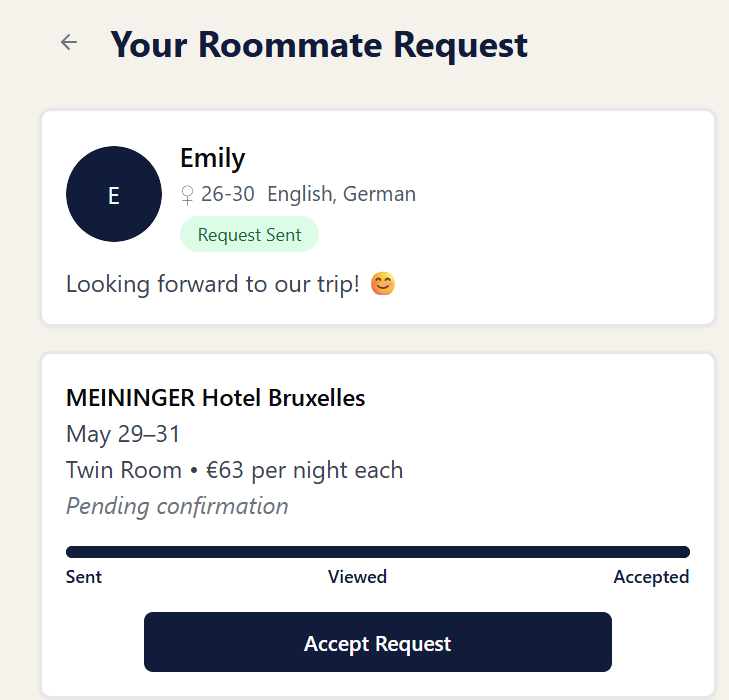 Your Roommate Request
E
Emily
♀ 26-30 English, German
Request Sent
Looking forward to our trip! 😊
MEININGER Hotel Bruxelles
May 29–31
Twin Room • €63 per night each
Pending confirmation
Sent Viewed Accepted
Accept Request